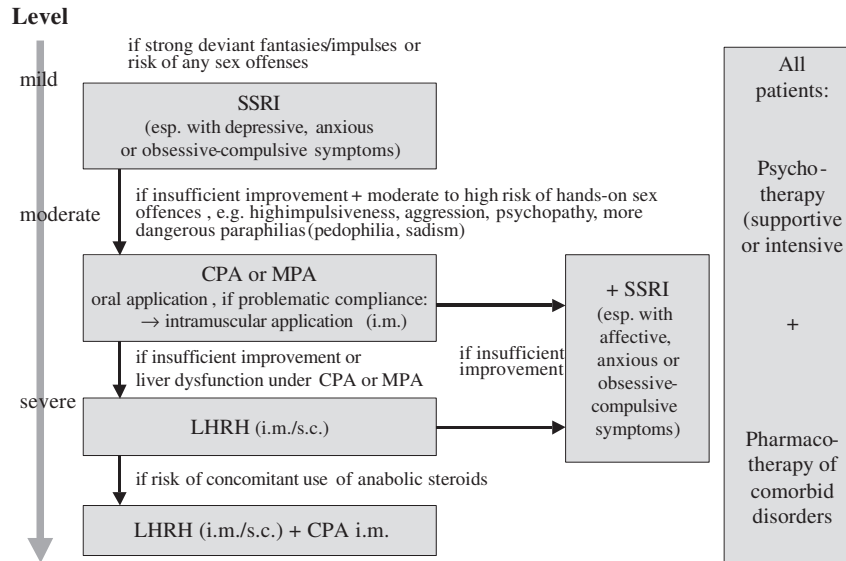 Level
if strong deviant fantasies/impulses or
risk of any sex offenses
mild
SSRI
(esp. with depressive, anxious
or obsessive-compulsive symptoms)
moderate
if insufficient improvement + moderate to high risk of hands-on sex
offences , e.g. highimpulsiveness, aggression, psychopathy, more
dangerous paraphilias (pedophilia, sadism)
CPA or MPA
oral application , if problematic compliance:
→ intramuscular application (i.m.)
if insufficient improvement or
liver dysfunction under CPA or MPA
severe
LHRH (i.m./s.c.)
if risk of concomitant use of anabolic steroids
LHRH (i.m./s.c.) + CPA i.m.
if insufficient
improvement
+ SSRI
(esp. with
affective,
anxious or
obsessive-
compulsive
symptoms)
All
patients:
Psycho-
therapy
(supportive
or intensive
+
Pharmaco-
therapy of
comorbid
disorders